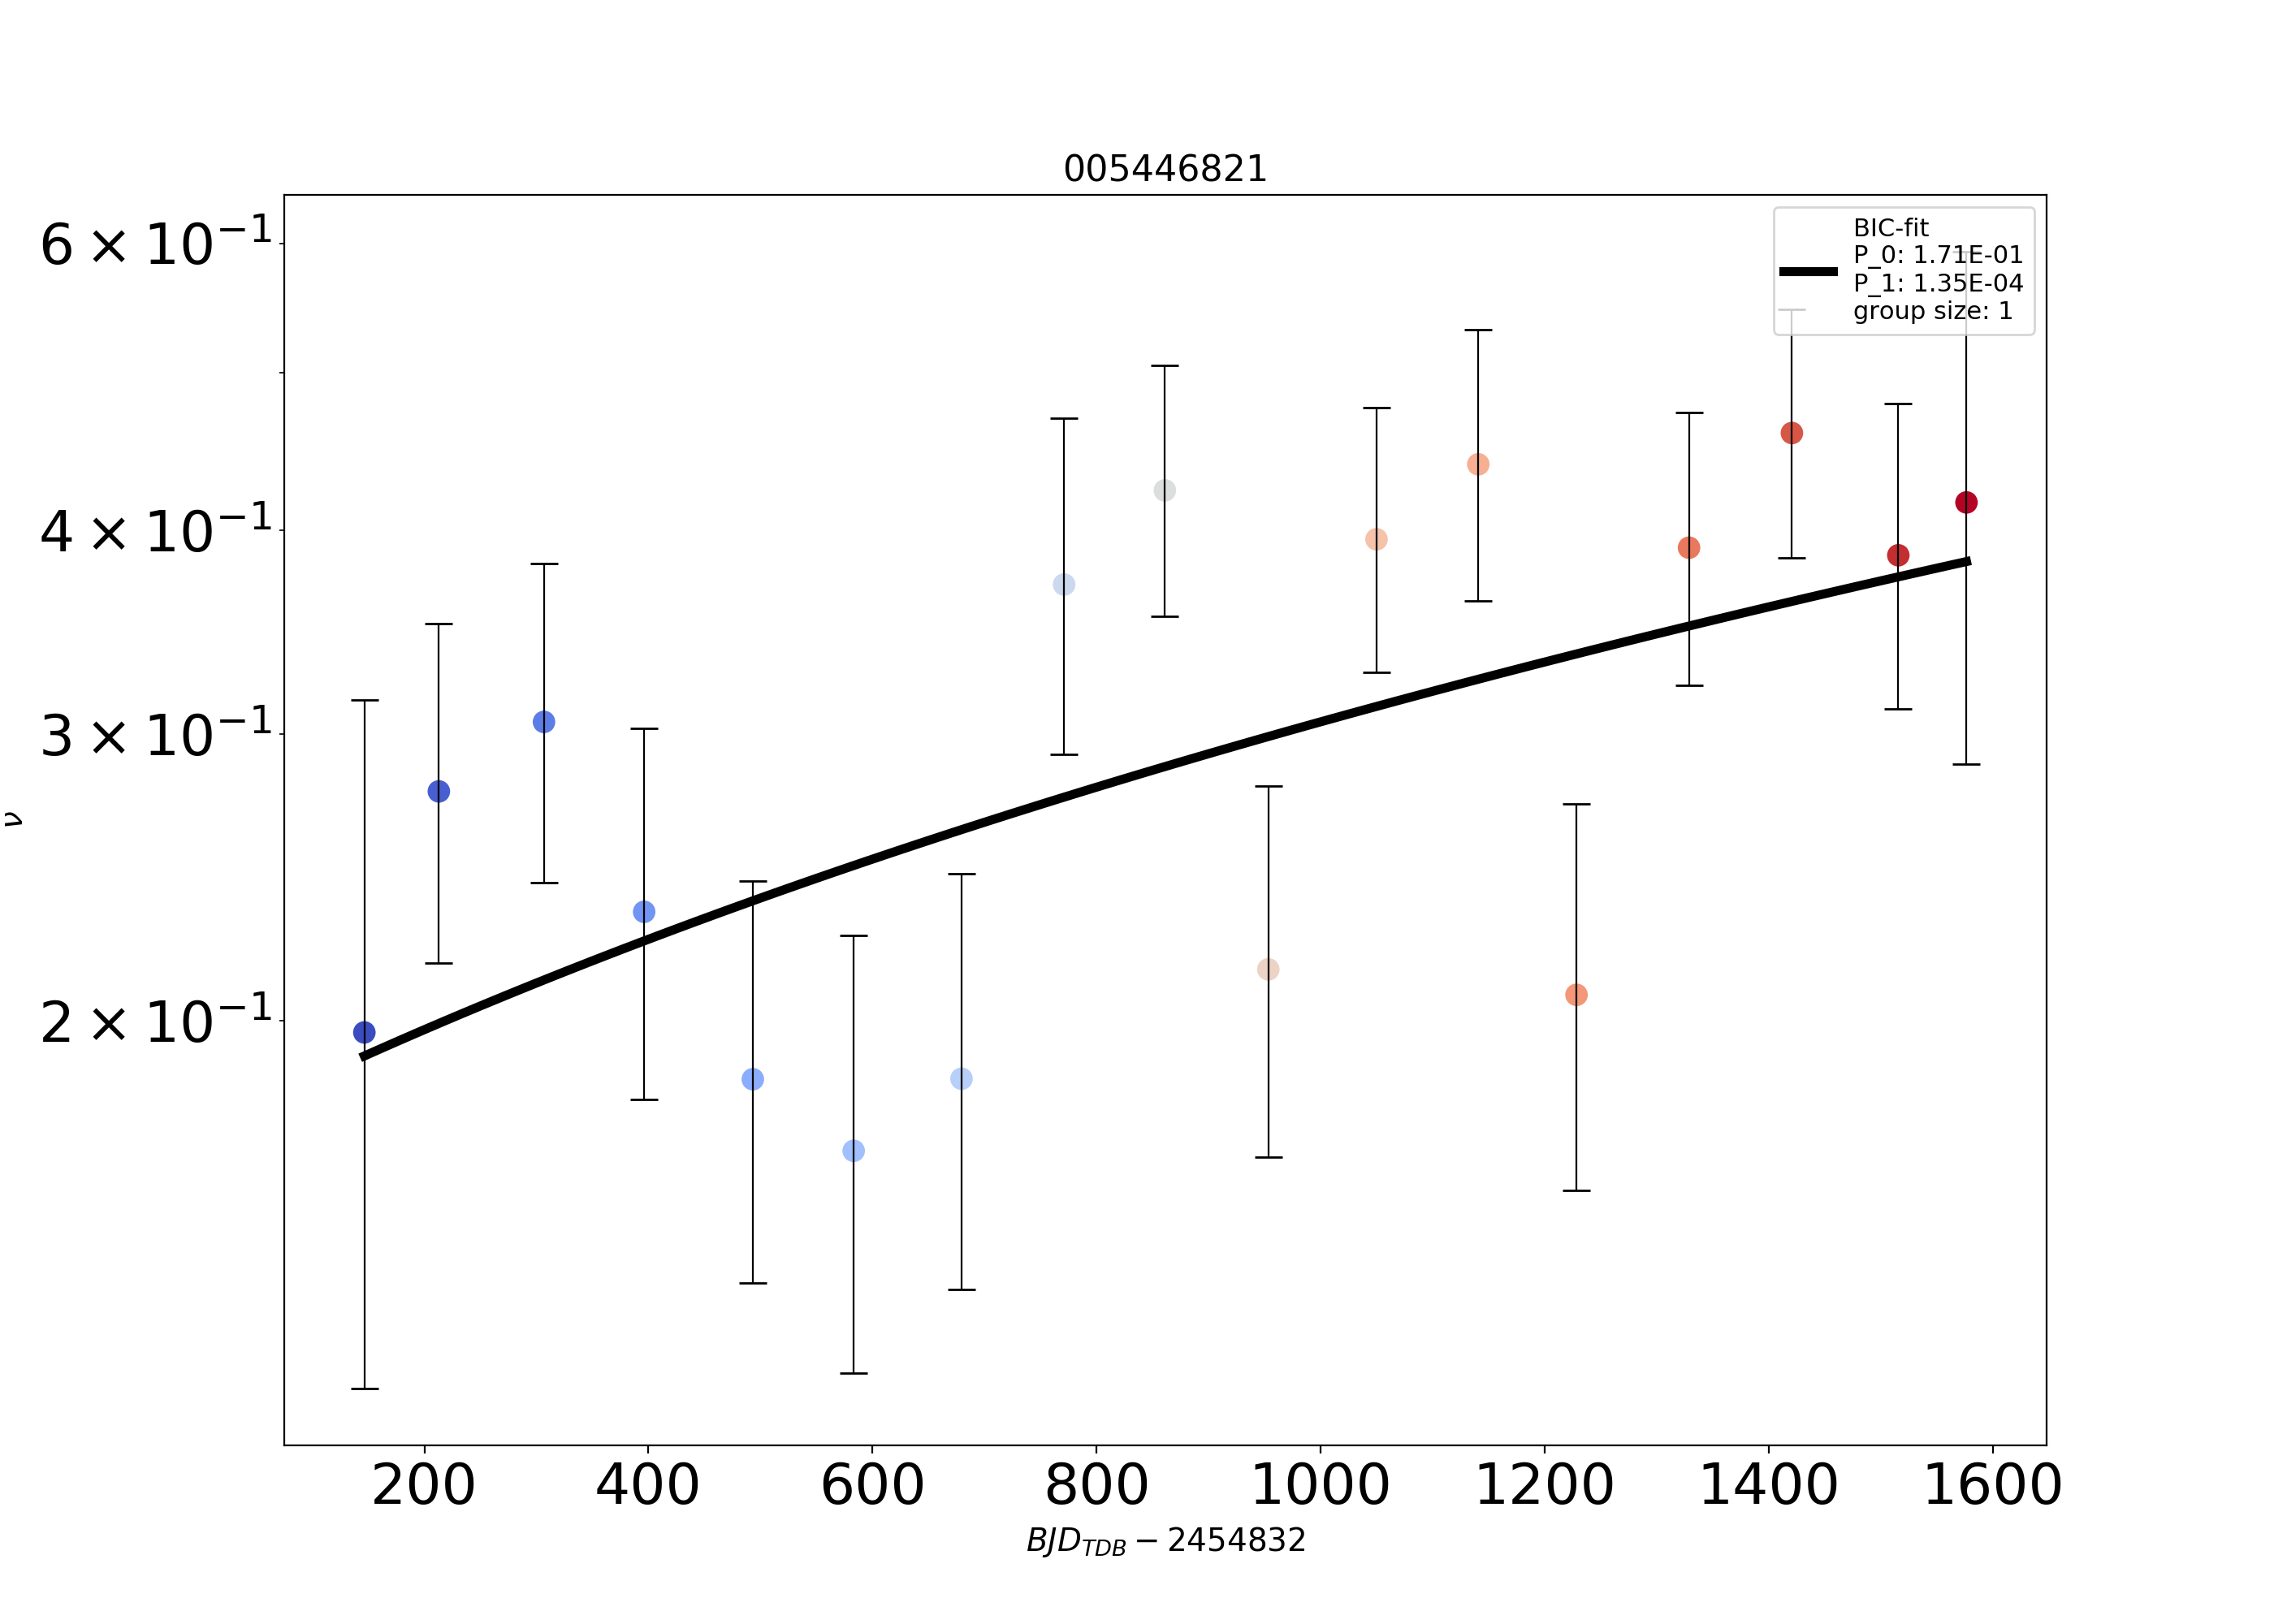 005446821
6 × 10⁻¹
4 × 10⁻¹
3 × 10⁻¹
2 × 10⁻¹
ν
BIC-fit
P_0: 1.71E-01
P_1: 1.35E-04
group size: 1
200 400 600 800 1000 1200 1400 1600
BJD_TDB − 2454832